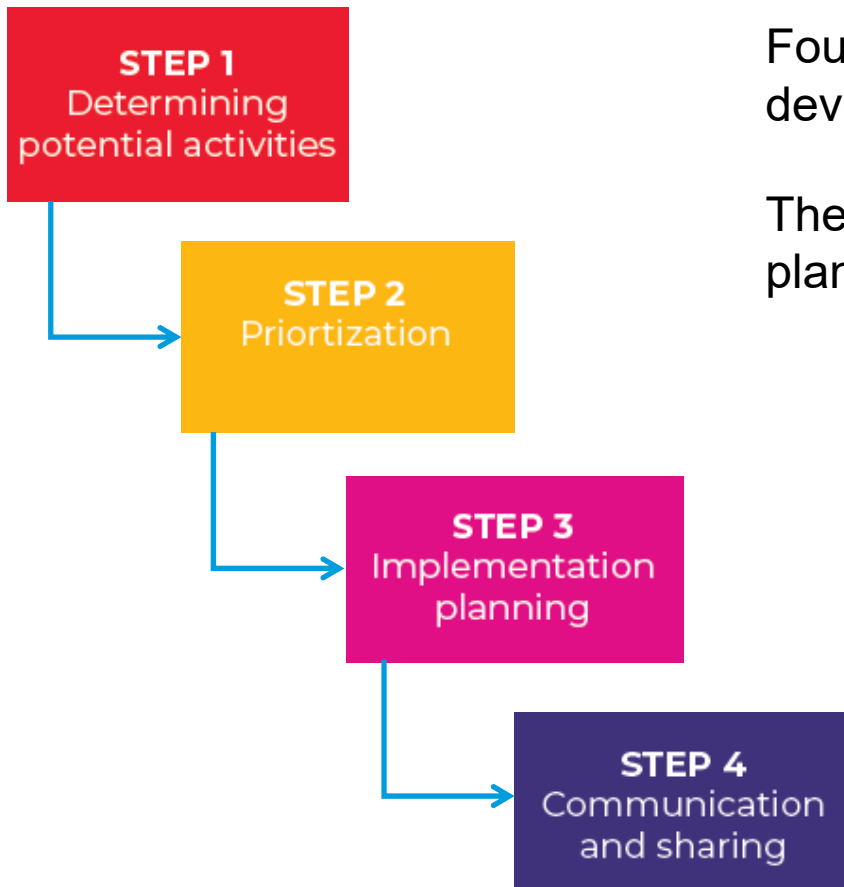 STEP 1
Determining
potential activities
STEP 2
Priortization
STEP 3
Implementation
planning
STEP 4
Communication
and sharing
Fou
dev
The
plan